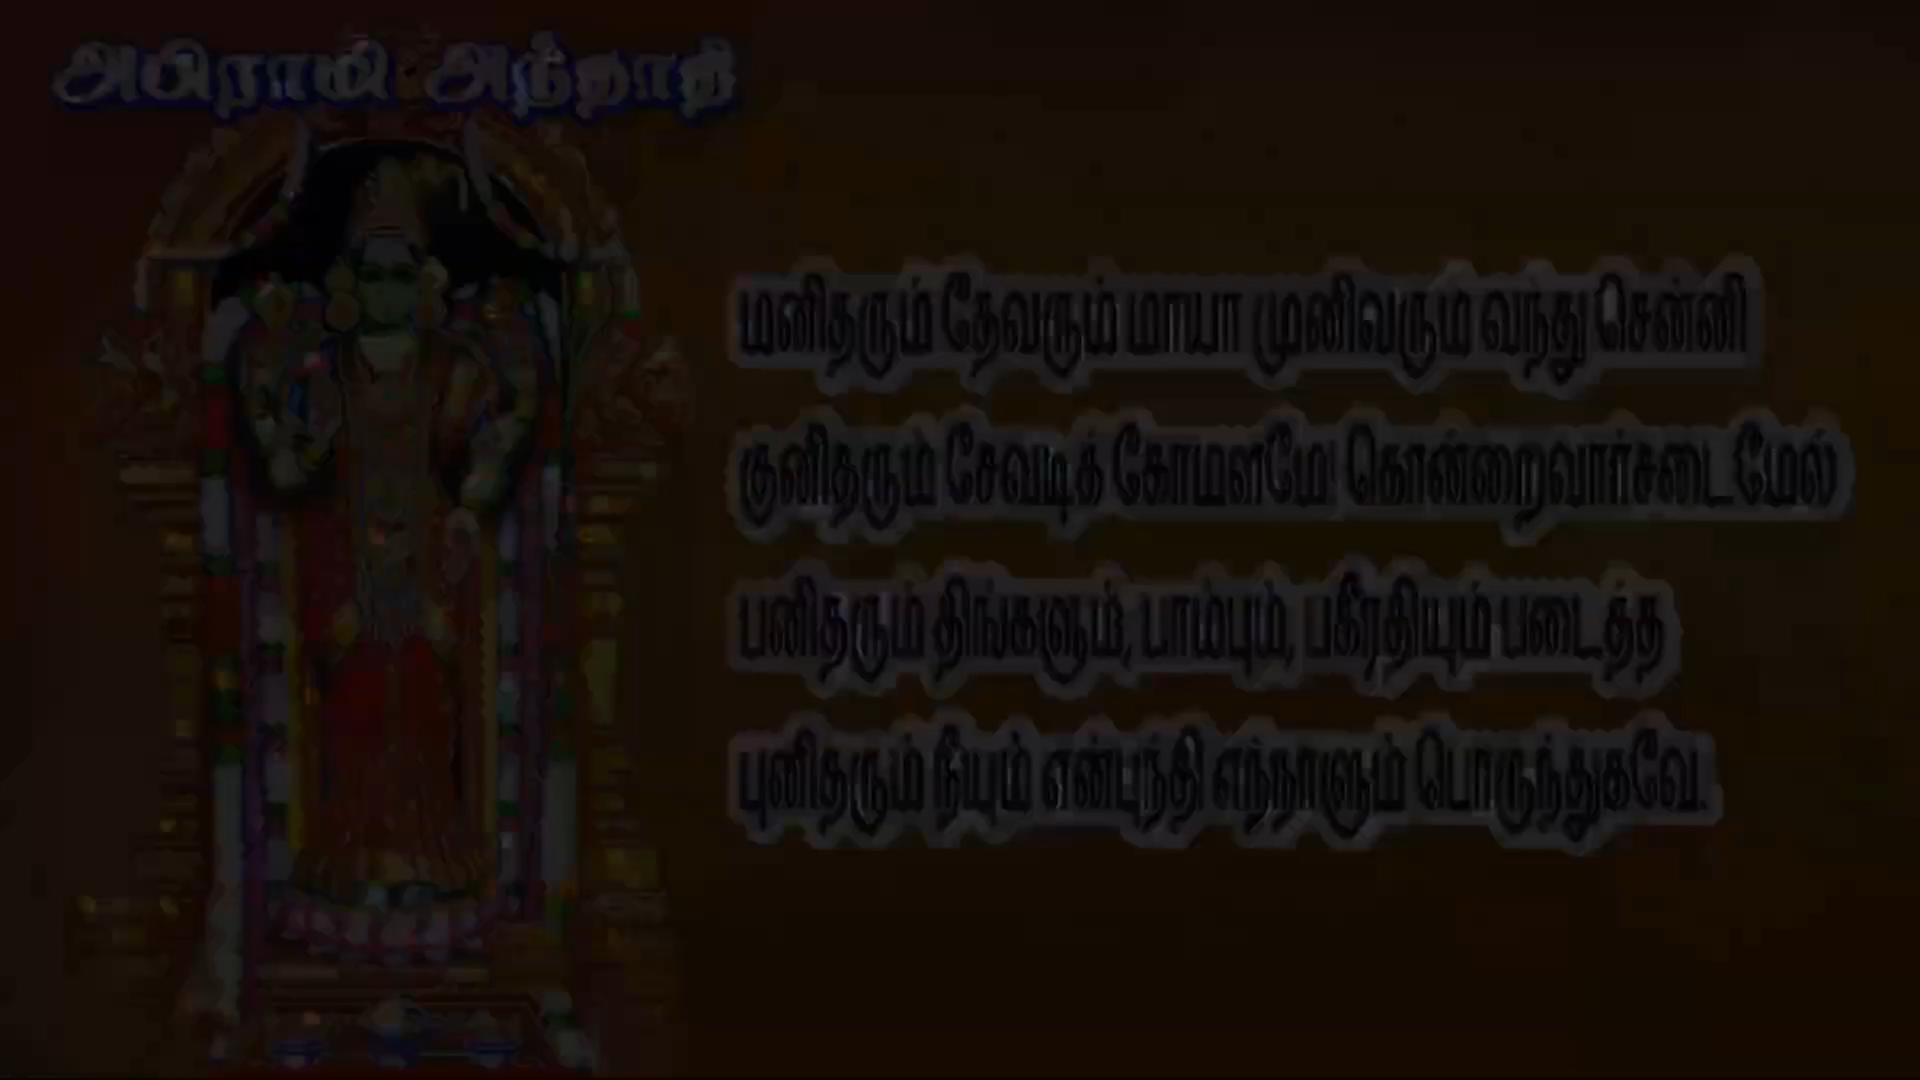 அபிராமி அந்தாதி
மனிதரும் தேவரும் மாயா முனிவரும் வந்து சென்னி
குனிதரும் சேவடிக் கோமளமே! கொன்றைவார்சடைமேல்
பனிதரும் திங்களும், பாம்பும், பகீரதியும் படைத்த
புனிதரும் நீயும் என்புந்தி எந்நாளும் பொருந்துகவே.